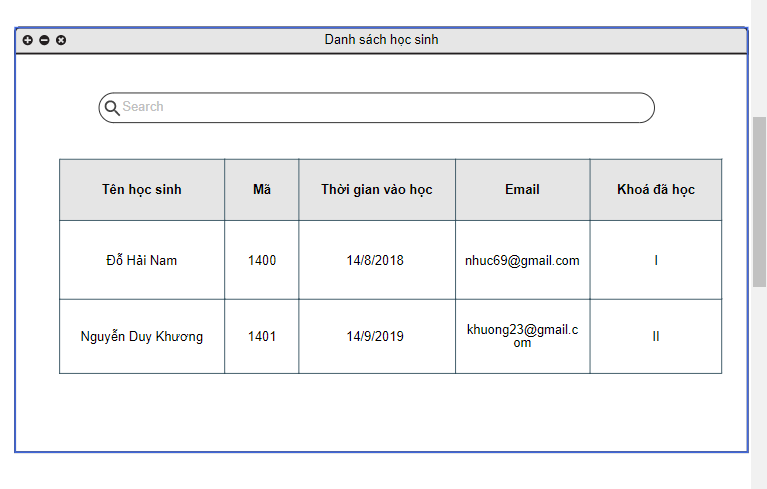 Danh sách học sinh
Search
Tên học sinh Mã Thời gian vào học Email Khoá đã học
Đỗ Hải Nam 1400 14/8/2018 nhuc69@gmail.com I
Nguyễn Duy Khương 1401 14/9/2019 khuong23@gmail.c II
om